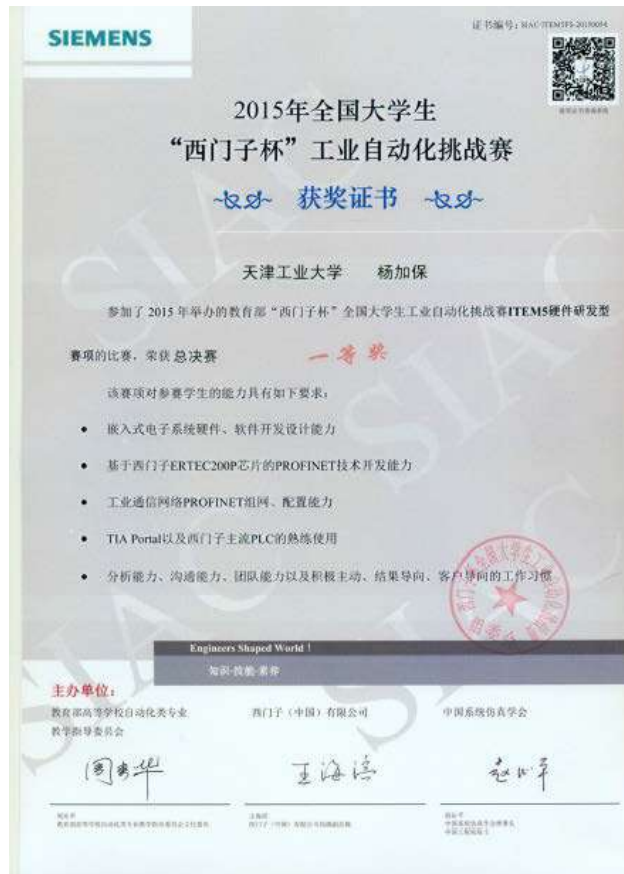 SIEMENS
证书编号：
2015年全国大学生
“西门子杯”工业自动化挑战赛
获奖证书
天津工业大学 杨加保
参加了 2015 年举办的教育部“西门子杯”全国大学生工业自动化挑战赛ITEM5硬件研发型
赛项的比赛，荣获 总决赛 一等奖
该赛项对参赛学生的能力具有如下要求：
• 嵌入式电子系统硬件、软件开发设计能力
• 基于西门子ERTEC200P芯片的PROFINET技术开发能力
• 工业通信网络PROFINET组网、配置能力
• TIA Portal以及西门子主流PLC的熟练使用
• 分析能力、沟通能力、团队能力以及积极主动、结果导向、客户导向的工作习惯
Engineers Shaped World !
知识·技能·素养
主办单位：
教育部高等学校自动化类专业
教学指导委员会
西门子（中国）有限公司
中国系统仿真学会
王海滨